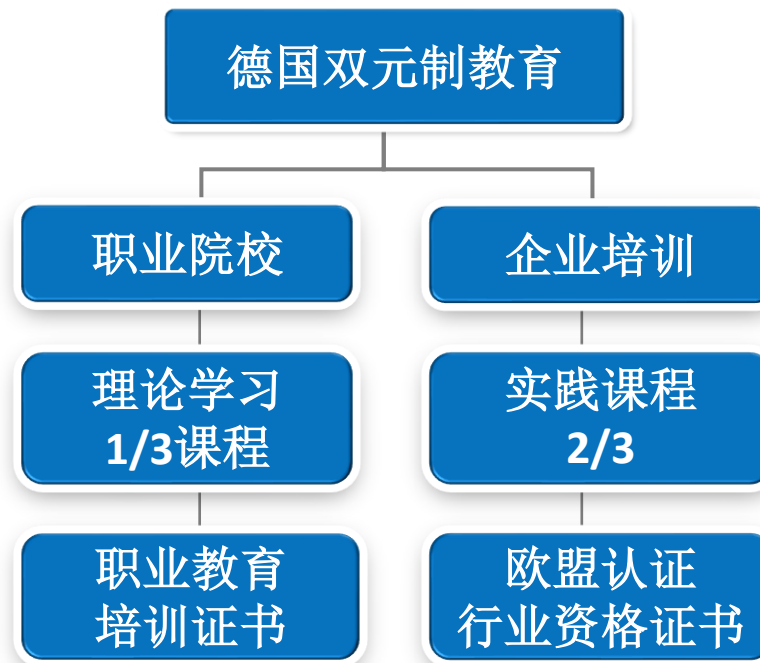 德国双元制教育
职业院校
企业培训
理论学习
1/3课程
实践课程
2/3
职业教育
培训证书
欧盟认证
行业资格证书